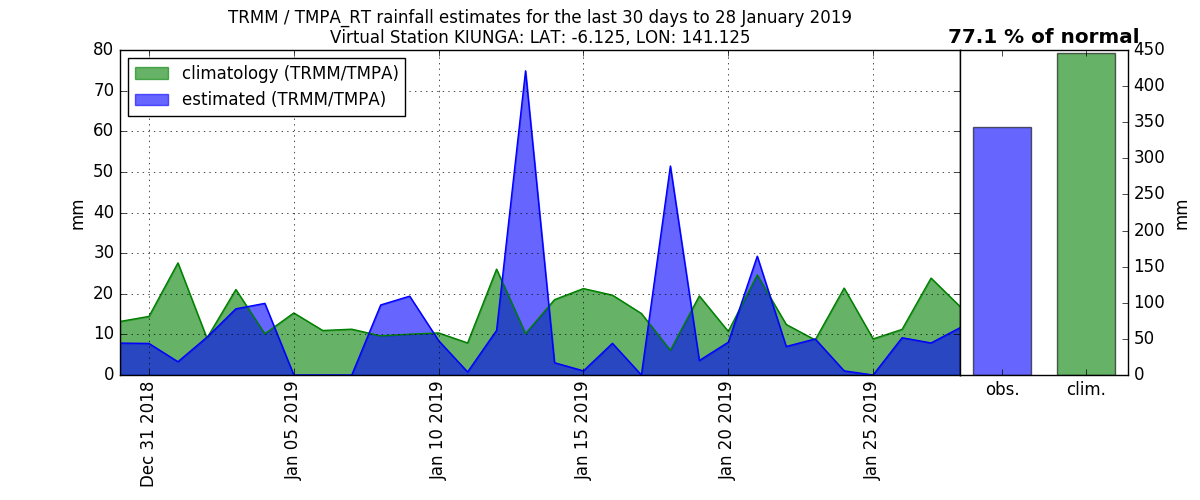 TRMM / TMPA_RT rainfall estimates for the last 30 days to 28 January 2019
Virtual Station KIUNGA: LAT: -6.125, LON: 141.125
77.1 % of normal
climatology (TRMM/TMPA)
estimated (TRMM/TMPA)
80
70
60
50
40
30
20
10
0
mm
Dec 31 2018
Jan 05 2019
Jan 10 2019
Jan 15 2019
Jan 20 2019
Jan 25 2019
obs.
clim.
450
400
350
300
250
200
150
100
50
0
mm